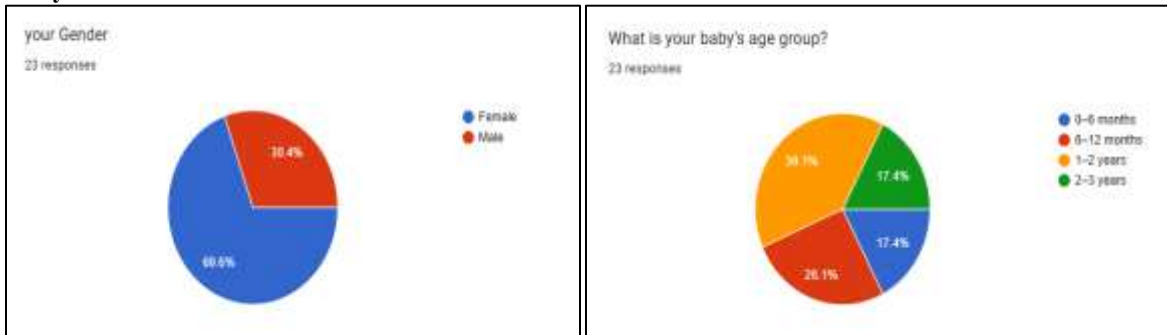 your Gender
23 responses
Female
Male
30.4%
69.6%
What is your baby's age group?
23 responses
0–6 months
6–12 months
1–2 years
2–3 years
39.1%
17.4%
17.4%
26.1%